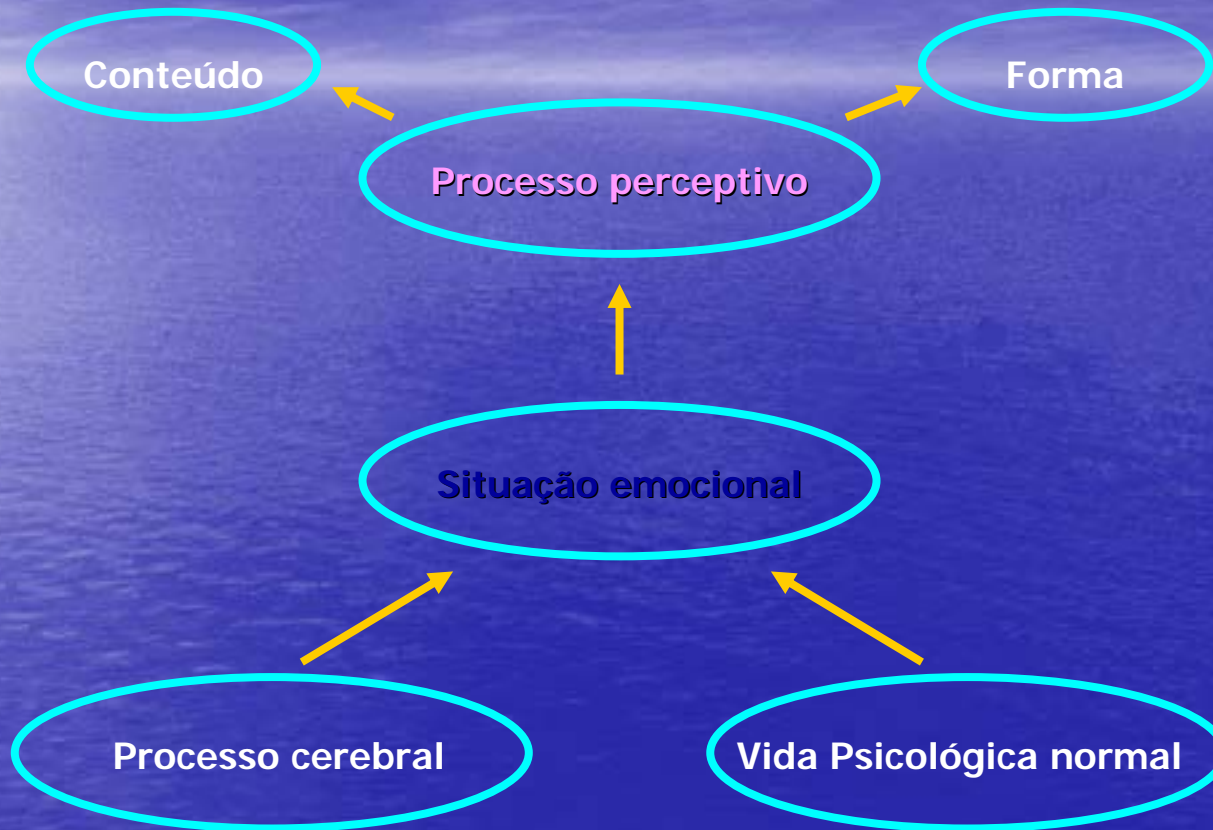 Conteúdo
Forma
Processo perceptivo
Situação emocional
Processo cerebral
Vida Psicológica normal